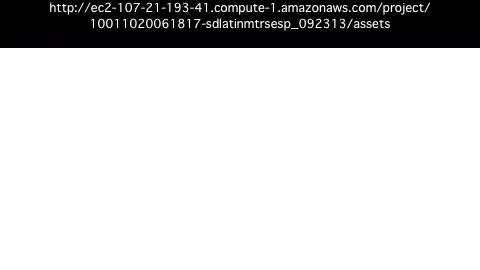 http://ec2-107-21-193-41.compute-1.amazonaws.com/project/
10011020061817-sdlatinmtrsesp_092313/assets